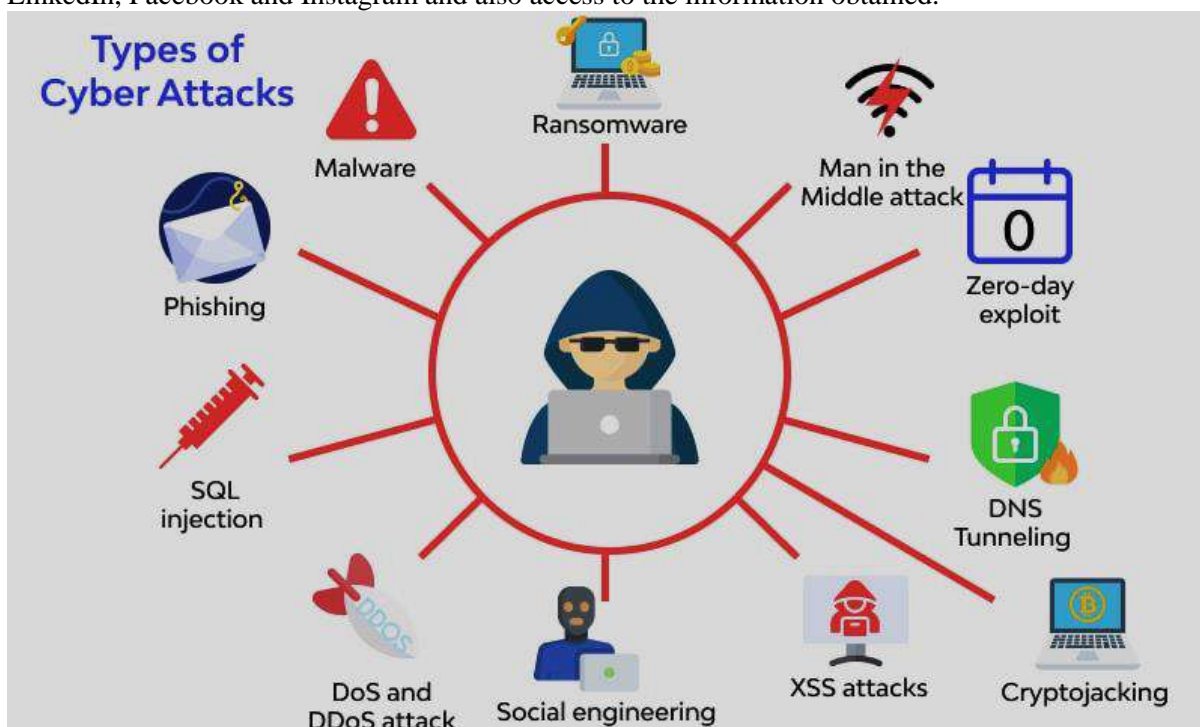 LinkedIn, Facebook and Instagram and also access to the information obtained.
Types of
Cyber Attacks
Ransomware
Malware
Man in the
Middle attack
0
Zero-day
exploit
Phishing
SQL
injection
DNS
Tunneling
DDOS
DoS and
DDoS attack
Social engineering
XSS attacks
Cryptojacking